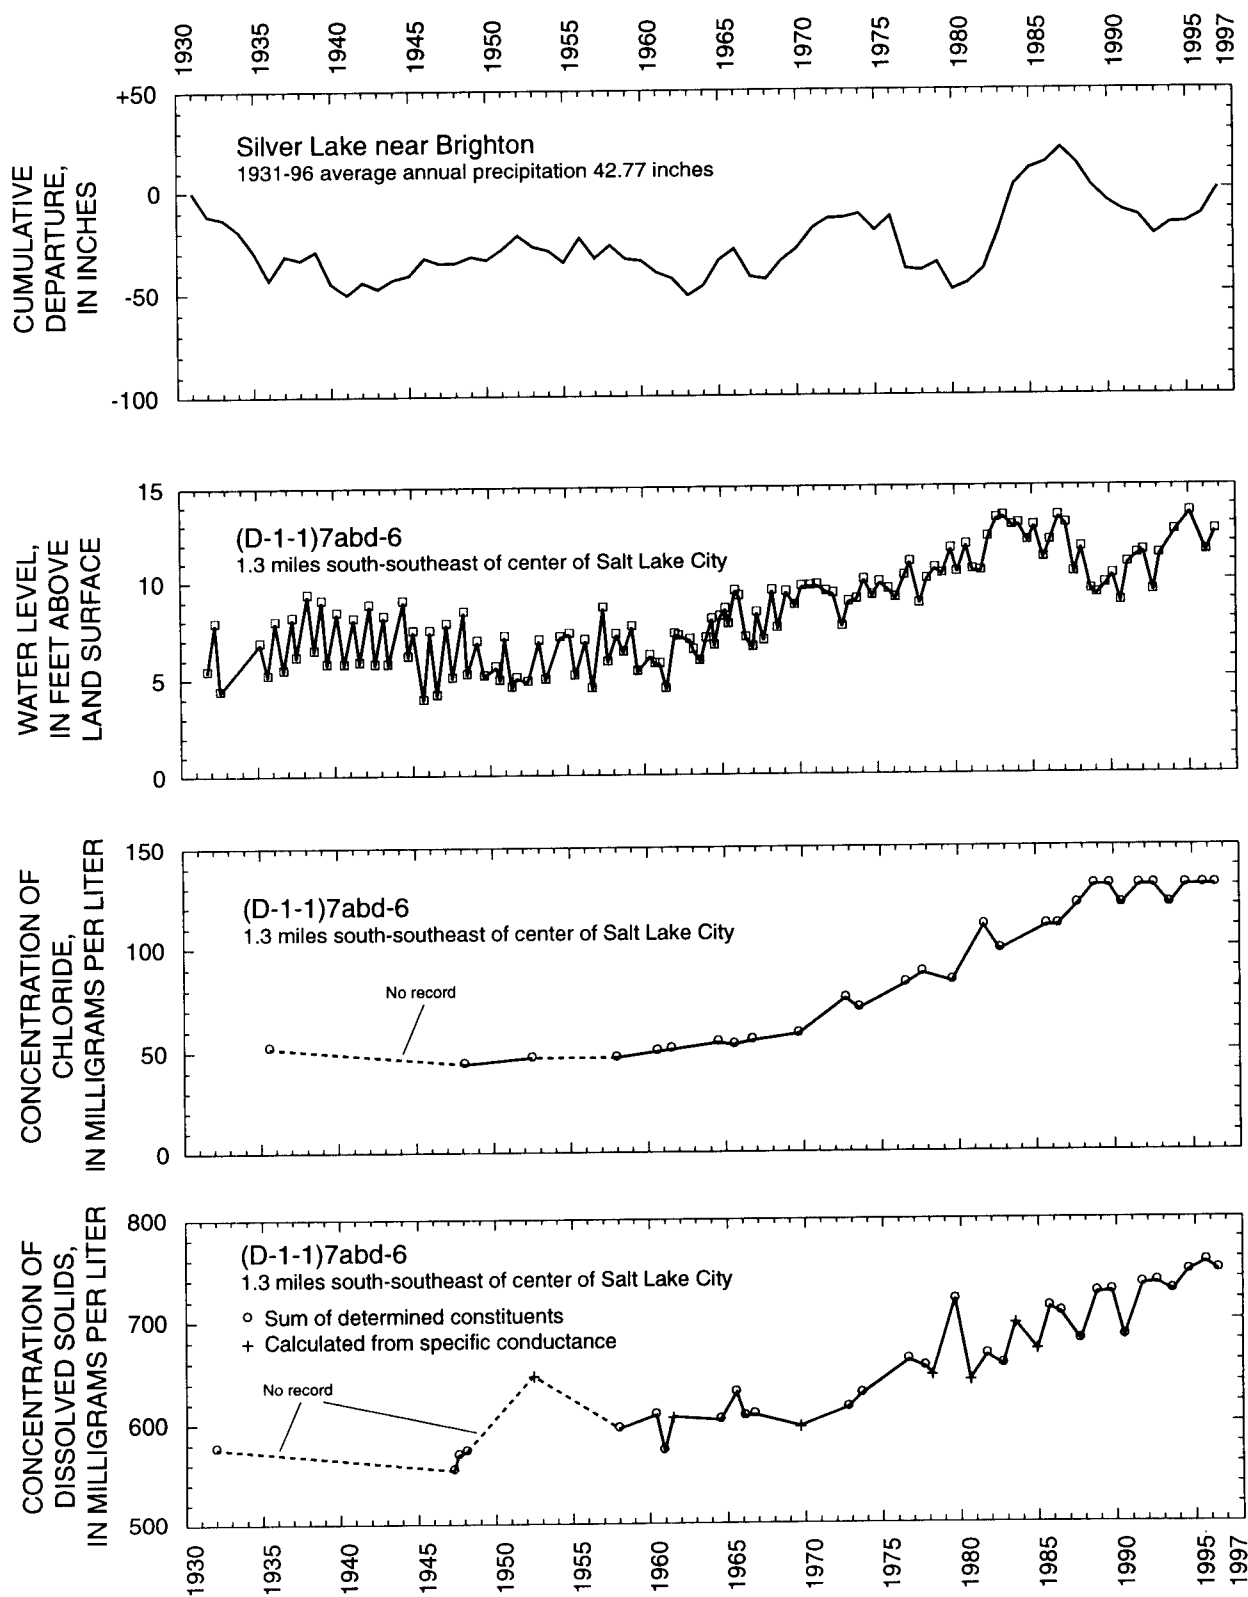 1930 1935 1940 1945 1950 1955 1960 1965 1970 1975 1980 1985 1990 1995 1997
CUMULATIVE
DEPARTURE,
IN INCHES
+50
0
-50
-100
Silver Lake near Brighton
1931-96 average annual precipitation 42.77 inches
WATER LEVEL,
IN FEET ABOVE
LAND SURFACE
15
10
5
0
(D-1-1)7abd-6
1.3 miles south-southeast of center of Salt Lake City
CONCENTRATION OF
CHLORIDE,
IN MILLIGRAMS PER LITER
150
100
50
0
(D-1-1)7abd-6
1.3 miles south-southeast of center of Salt Lake City
No record
CONCENTRATION OF
DISSOLVED SOLIDS,
IN MILLIGRAMS PER LITER
800
700
600
500
(D-1-1)7abd-6
1.3 miles south-southeast of center of Salt Lake City
Sum of determined constituents
Calculated from specific conductance
No record
1930 1935 1940 1945 1950 1955 1960 1965 1970 1975 1980 1985 1990 1995 1997